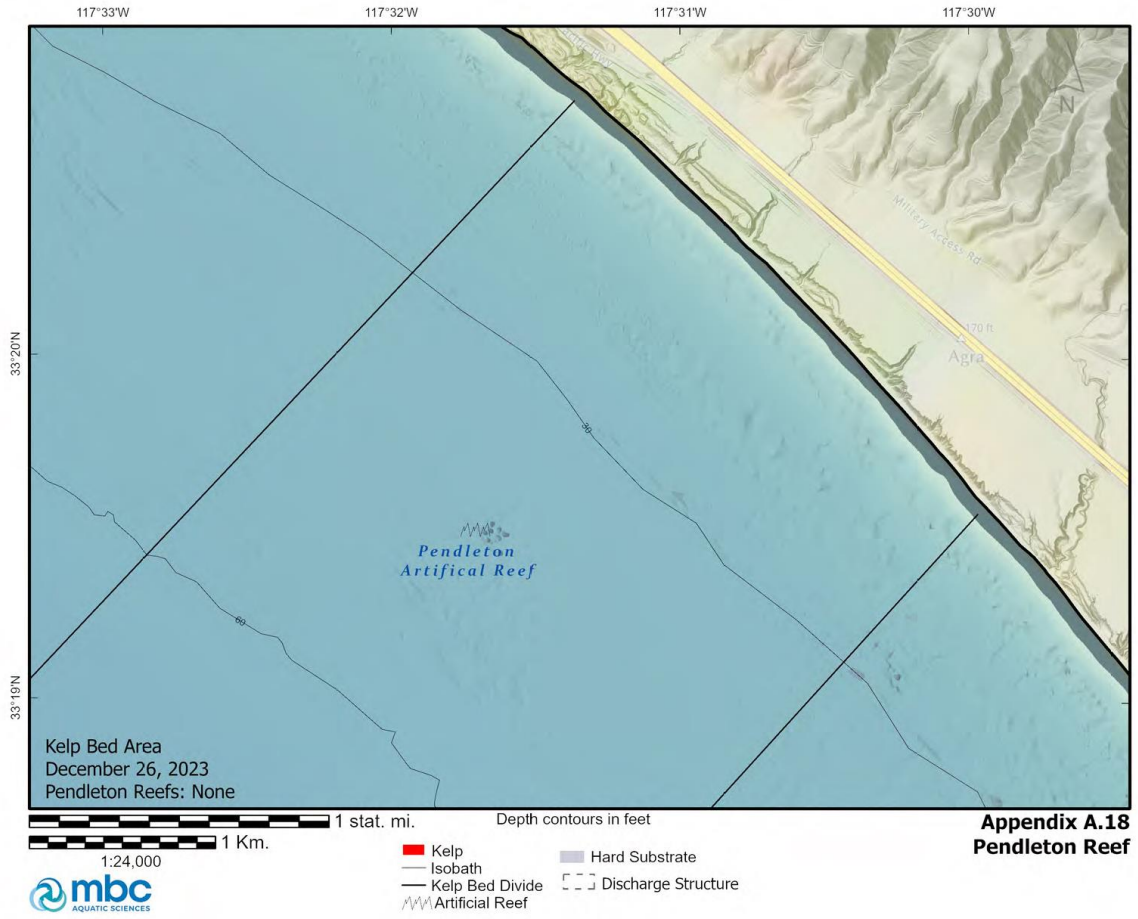 117°33'W 117°32'W 117°31'W 117°30'W
N
Military Access Rd
33°20'N
170 ft
Agra
30
Pendleton
Artifical Reef
60
33°19'N
Kelp Bed Area
December 26, 2023
Pendleton Reefs: None
1 stat. mi.
Depth contours in feet
Appendix A.18
Pendleton Reef
1 Km.
1:24,000
Kelp
Isobath
Kelp Bed Divide
Artificial Reef
Hard Substrate
Discharge Structure
mbc
AQUATIC SCIENCES